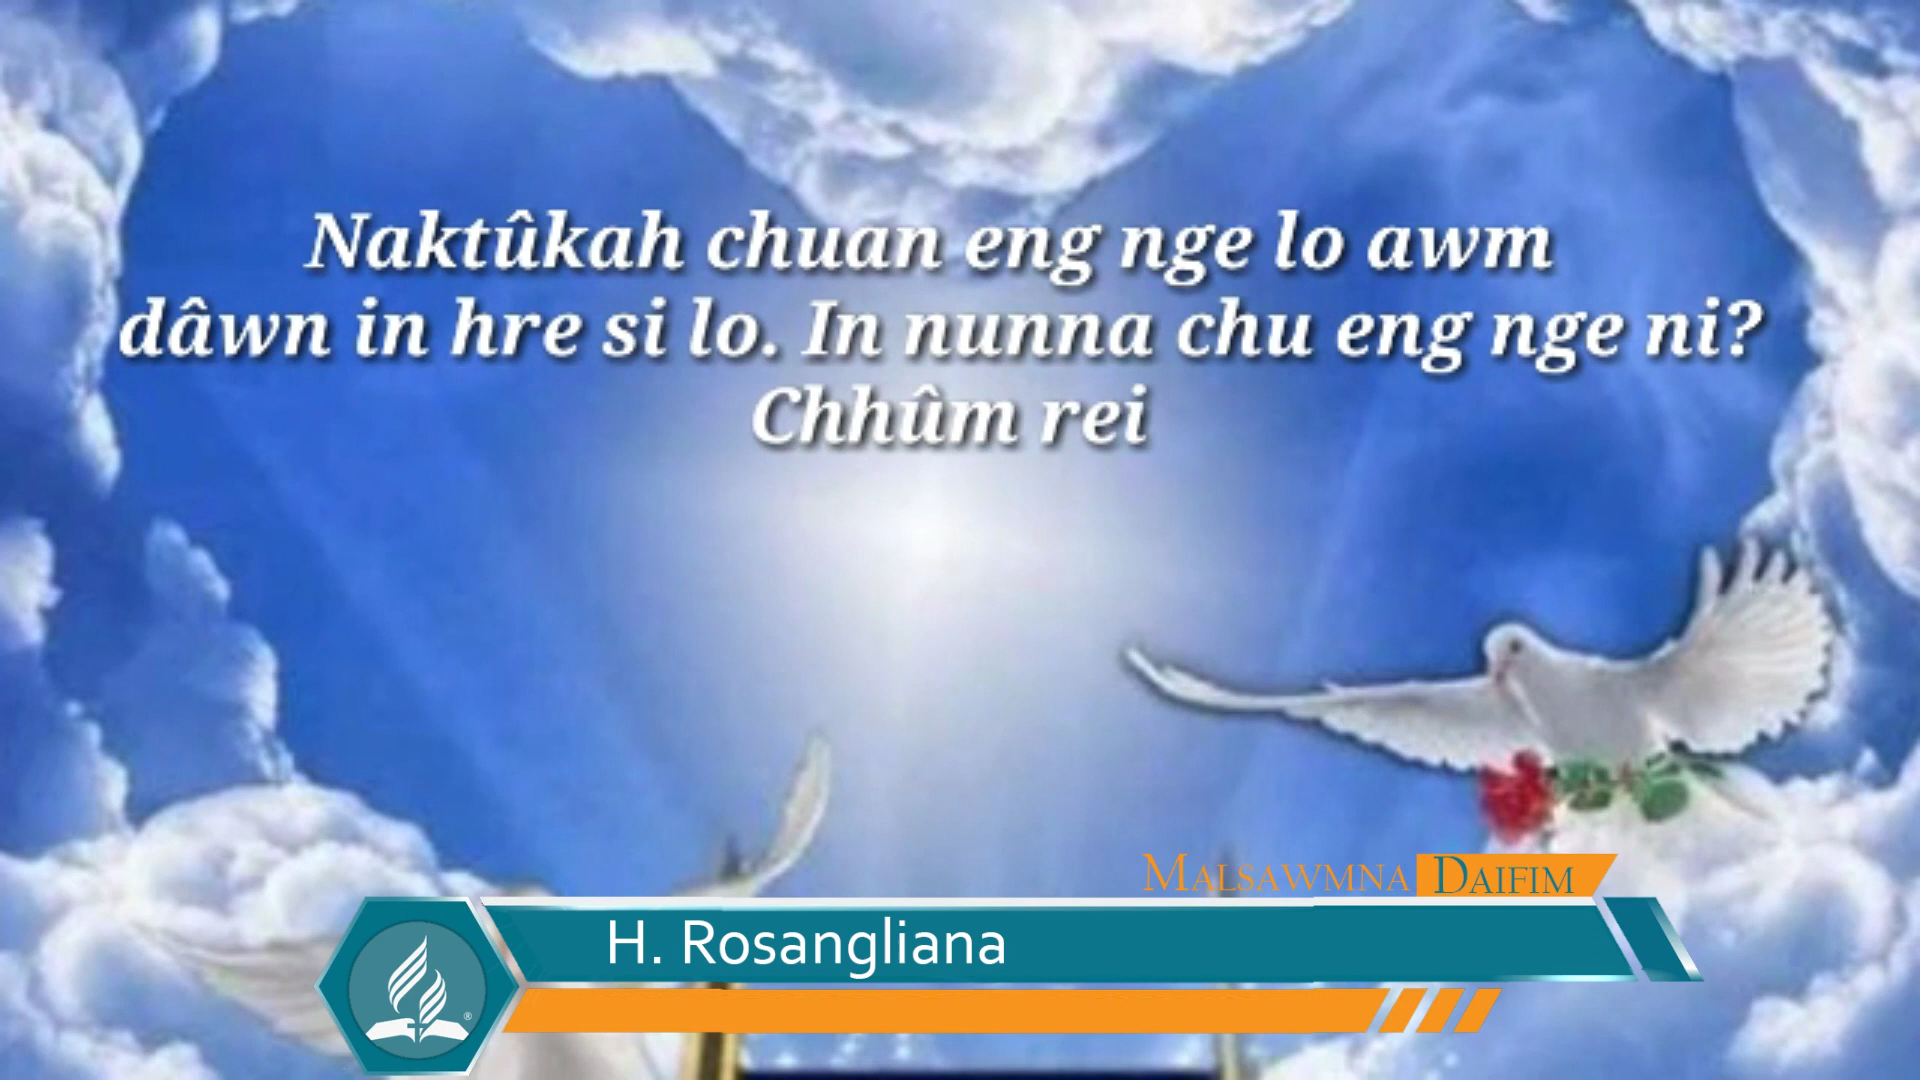 Naktûkah chuan eng nge lo awm
dâwn in hre si lo. In nunna chu eng nge ni?
Chhûm rei
MALSAWMNA DAIFIM
H. Rosangliana
®